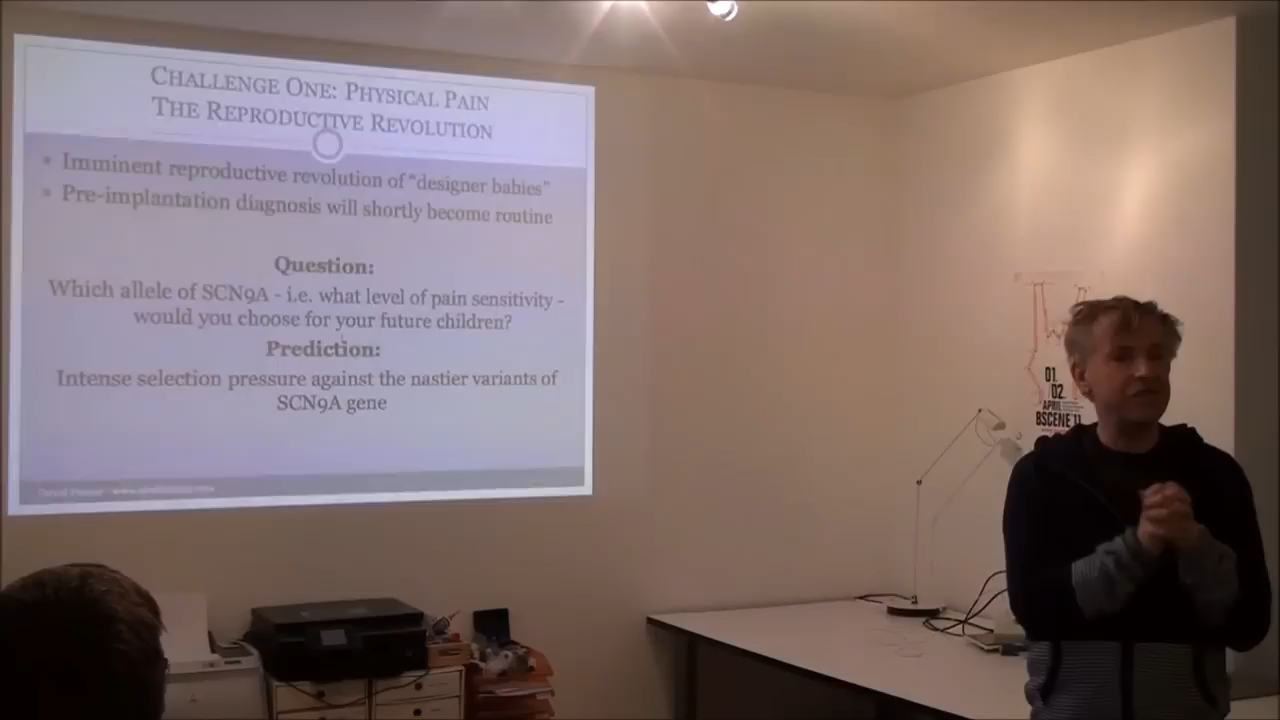 CHALLENGE ONE: PHYSICAL PAIN
THE REPRODUCTIVE REVOLUTION
Imminent reproductive revolution of “designer babies”
Pre-implantation diagnosis will shortly become routine
Question:
Which allele of SCN9A - i.e. what level of pain sensitivity -
would you choose for your future children?
Prediction:
Intense selection pressure against the nastier variants of
SCN9A gene
01.
02.
APRIL
BSCENE 11